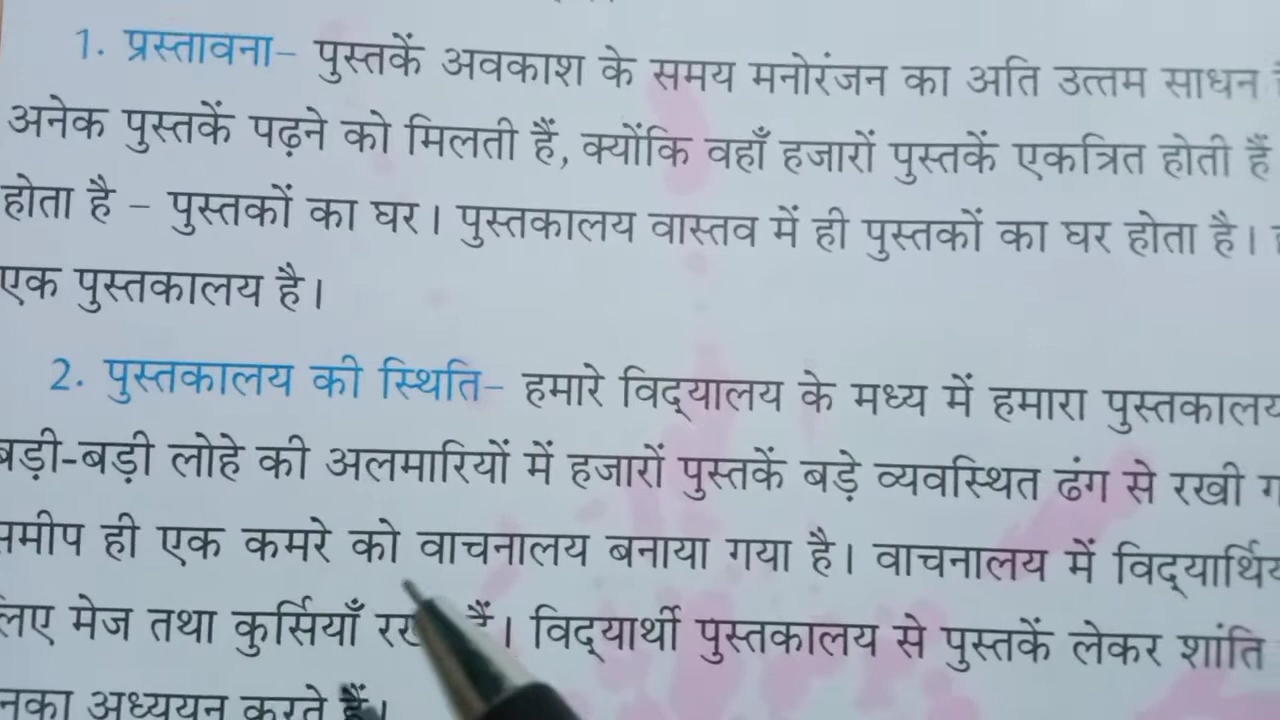 1. प्रस्तावना– पुस्तकें अवकाश के समय मनोरंजन का अति उत्तम साधन
अनेक पुस्तकें पढ़ने को मिलती हैं, क्योंकि वहाँ हजारों पुस्तकें एकत्रित होती हैं
होता है – पुस्तकों का घर। पुस्तकालय वास्तव में ही पुस्तकों का घर होता है।
एक पुस्तकालय है।
2. पुस्तकालय की स्थिति– हमारे विद्‌यालय के मध्य में हमारा पुस्तकालय
बड़ी-बड़ी लोहे की अलमारियों में हजारों पुस्तकें बड़े व्यवस्थित ढंग से रखी
समीप ही एक कमरे को वाचनालय बनाया गया है। वाचनालय में
लिए मेज तथा कुर्सियाँ हैं। विद्‌यार्थी पुस्तकालय से पुस्तकें लेकर शांति
अध्ययन करते हैं।